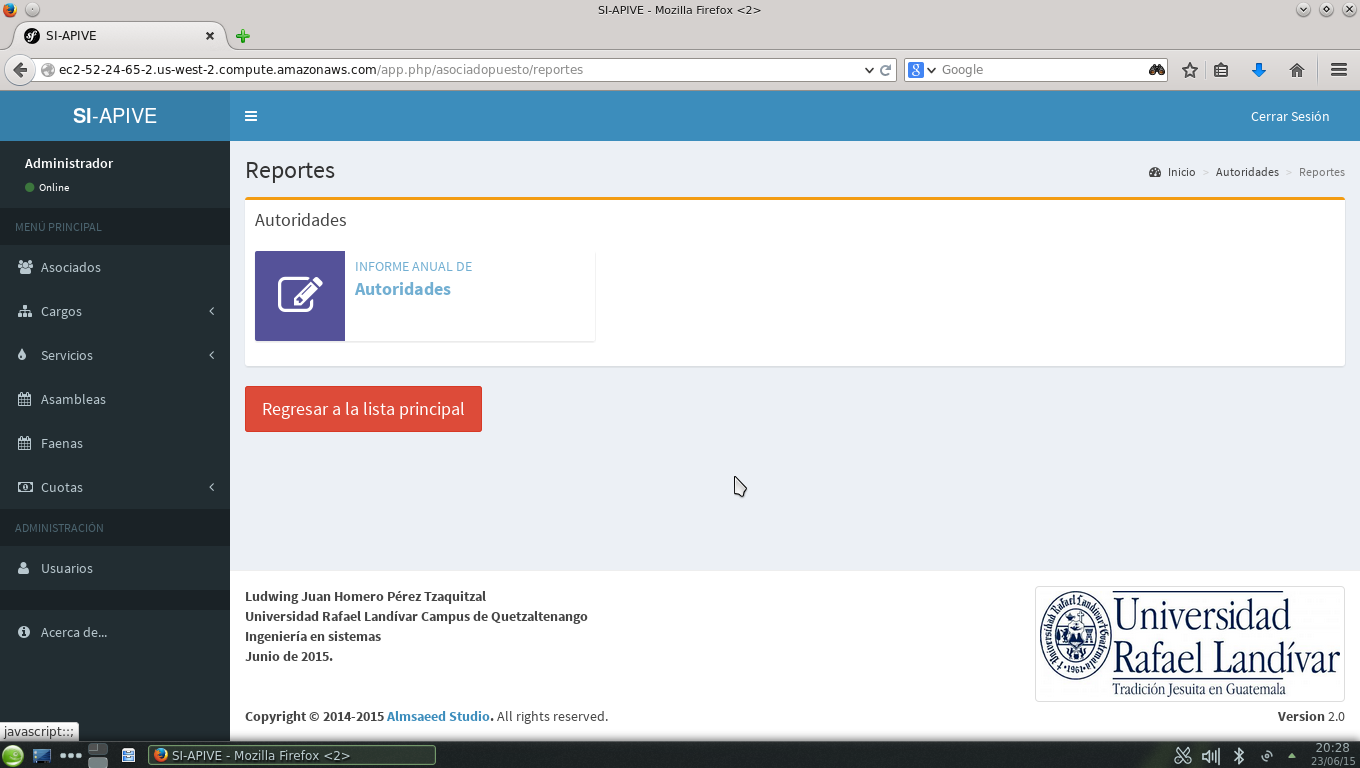 SI-APIVE - Mozilla Firefox <2>
SI-APIVE
ec2-52-24-65-2.us-west-2.compute.amazonaws.com/app.php/asociadopuesto/reportes
Google
SI-APIVE
Cerrar Sesión
Administrador
Online
MENÚ PRINCIPAL
Asociados
Cargos
Servicios
Asambleas
Faenas
Cuotas
ADMINISTRACIÓN
Usuarios
Acerca de...
Reportes
Inicio > Autoridades > Reportes
Autoridades
INFORME ANUAL DE
Autoridades
Regresar a la lista principal
Ludwing Juan Homero Pérez Tzaquitzal
Universidad Rafael Landívar Campus de Quetzaltenango
Ingeniería en sistemas
Junio de 2015.
Universidad
Rafael Landívar
Tradición Jesuita en Guatemala
Copyright © 2014-2015 Almsaeed Studio. All rights reserved.
Version 2.0
javascript::;
SI-APIVE - Mozilla Firefox <2>
20:28
23/06/15